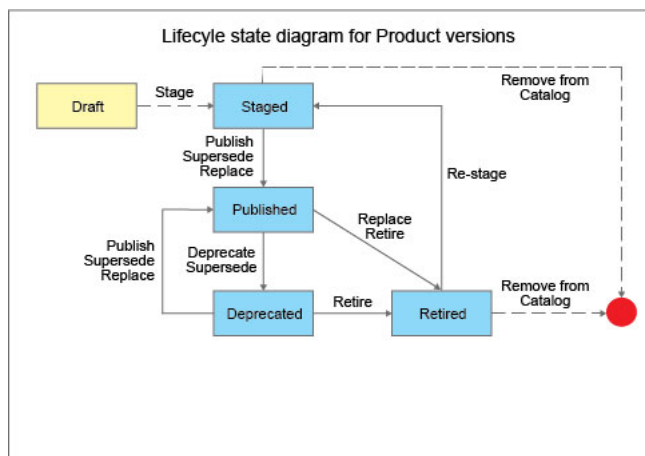 Lifecyle state diagram for Product versions
Remove from
Catalog
Draft
Stage
Staged
Publish
Supersede
Replace
Re-stage
Published
Replace
Retire
Publish
Supersede
Replace
Deprecate
Supersede
Deprecated
Retire
Retired
Remove from
Catalog